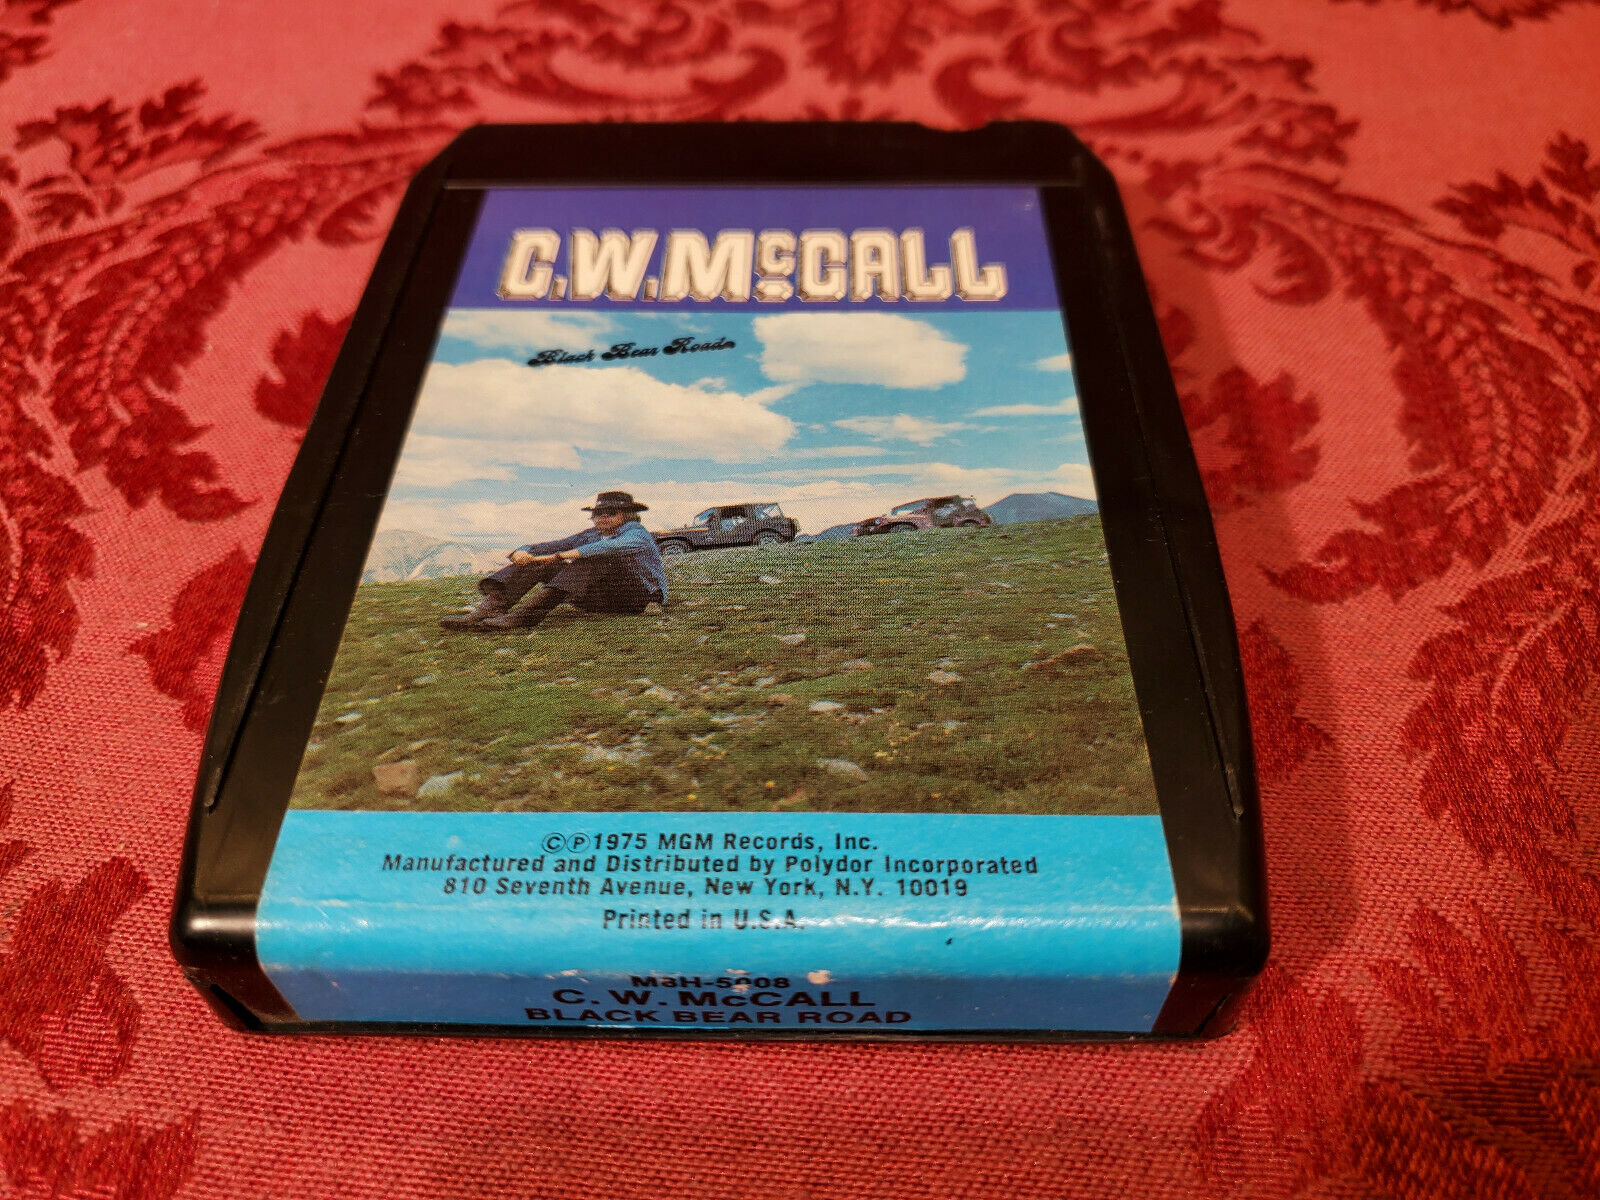 C.W. McCALL
Black Bear Road
©℗1975 MGM Records, Inc.
Manufactured and Distributed by Polydor Incorporated
810 Seventh Avenue, New York, N.Y. 10019
Printed in U.S.A.
C. W. McCALL
BLACK BEAR ROAD